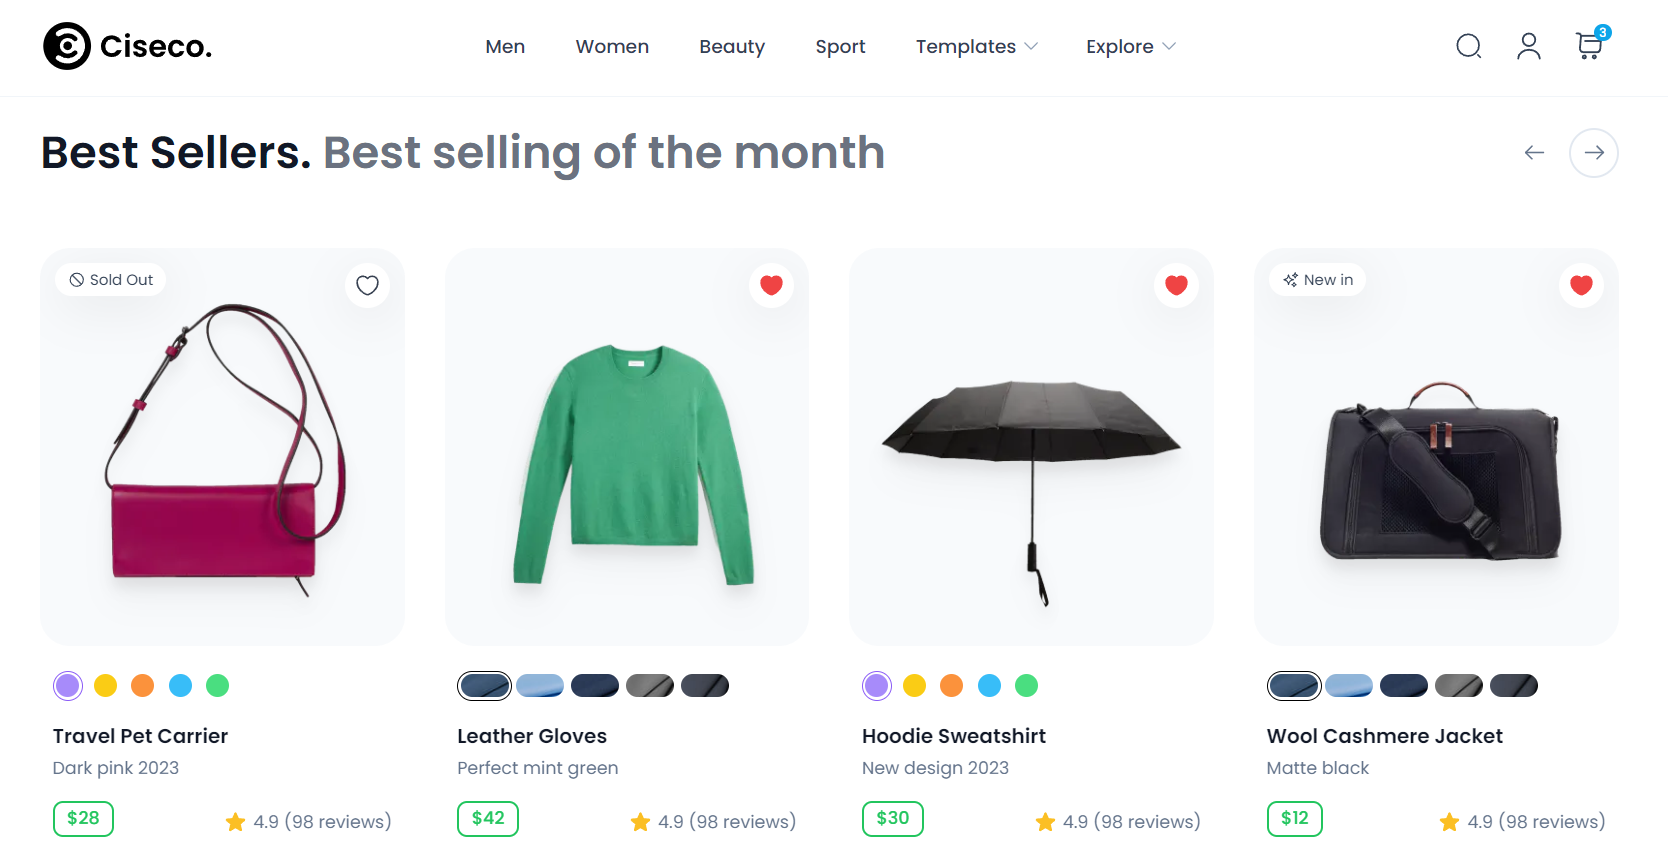 Ciseco.
Men Women Beauty Sport Templates Explore
3
Best Sellers. Best selling of the month
Sold Out
New in
Travel Pet Carrier
Dark pink 2023
$28
4.9 (98 reviews)
Leather Gloves
Perfect mint green
$42
4.9 (98 reviews)
Hoodie Sweatshirt
New design 2023
$30
4.9 (98 reviews)
Wool Cashmere Jacket
Matte black
$12
4.9 (98 reviews)